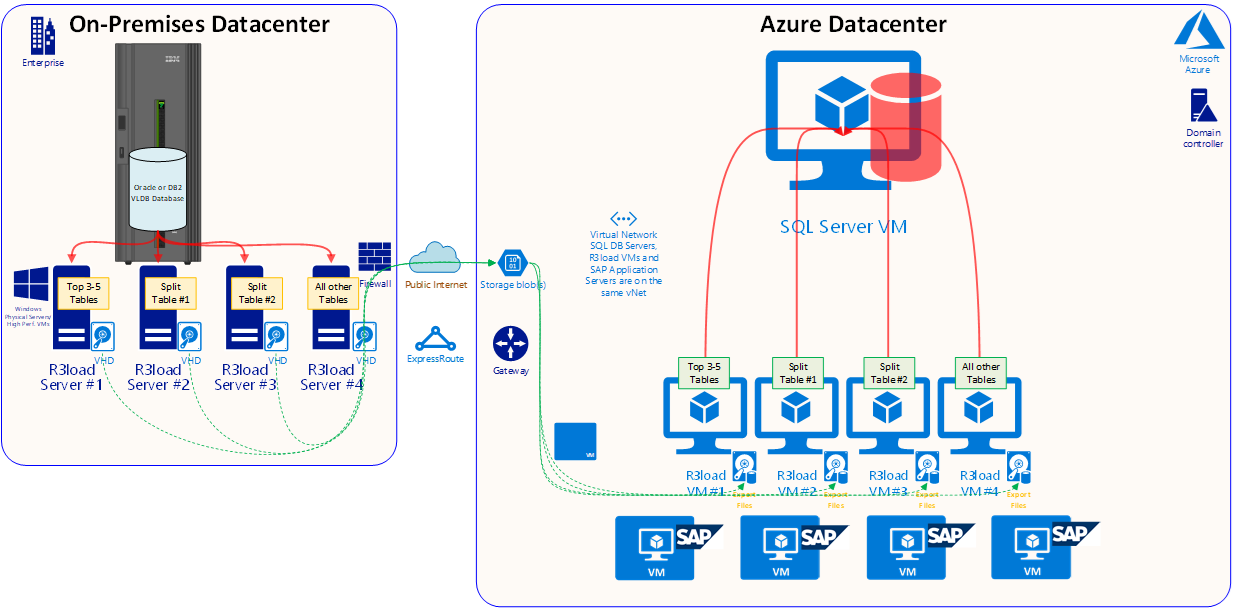 On-Premises Datacenter
Enterprise
IBM
Oracle or DB2
VLDB Database
Windows
Physical Servers/
High Perf. VMs
Top 3-5
Tables
Split
Table #1
Split
Table #2
All other
Tables
VHD
VHD
VHD
VHD
R3load
Server #1
R3load
Server #2
R3load
Server #3
R3load
Server #4
Firewall
Public Internet
ExpressRoute
Azure Datacenter
Microsoft
Azure
Domain
controller
SQL Server VM
Virtual Network
SQL DB Servers,
R3load VMs and
SAP Application
Servers are on the
same vNet
10
01
Storage blob(s)
Gateway
VM
Top 3-5
Tables
Split
Table #1
Split
Table #2
All other
Tables
R3load
VM #1
R3load
VM #2
R3load
VM #3
R3load
VM #4
Export
Files
Export
Files
Export
Files
Export
Files
SAP
VM
SAP
VM
SAP
VM
SAP
VM